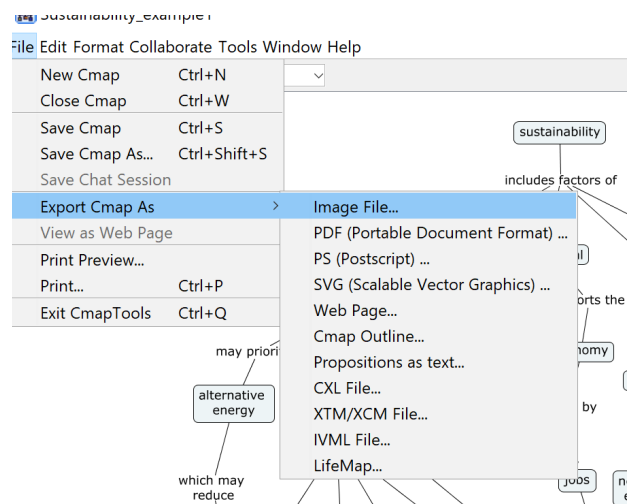 Sustainability_example1
File Edit Format Collaborate Tools Window Help
New Cmap Ctrl+N
Close Cmap Ctrl+W
Save Cmap Ctrl+S
Save Cmap As... Ctrl+Shift+S
Save Chat Session
Export Cmap As >
View as Web Page
Print Preview...
Print... Ctrl+P
Exit CmapTools Ctrl+Q
Image File...
PDF (Portable Document Format) ...
PS (Postscript) ...
SVG (Scalable Vector Graphics) ...
Web Page...
Cmap Outline...
Propositions as text...
CXL File...
XTM/XCM File...
IVML File...
LifeMap...
sustainability
includes factors of
orts the
nomy
by
jobs
may priori
alternative
energy
which may
reduce